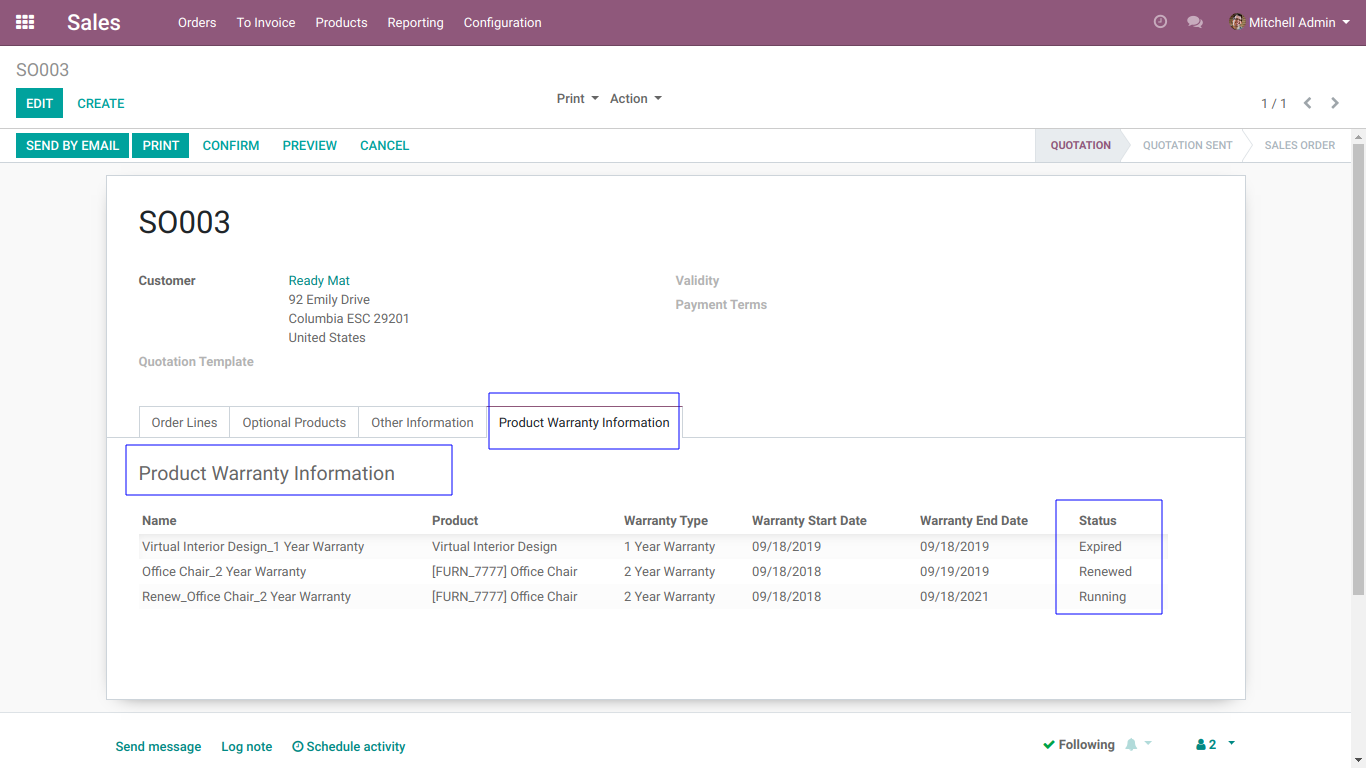 Sales Orders To Invoice Products Reporting Configuration Mitchell Admin
SO003
EDIT CREATE Print Action 1 / 1
SEND BY EMAIL PRINT CONFIRM PREVIEW CANCEL QUOTATION QUOTATION SENT SALES ORDER
SO003
Customer Ready Mat Validity
92 Emily Drive Payment Terms
Columbia ESC 29201
United States
Quotation Template
Order Lines Optional Products Other Information Product Warranty Information
Product Warranty Information
Name Product Warranty Type Warranty Start Date Warranty End Date Status
Virtual Interior Design_1 Year Warranty Virtual Interior Design 1 Year Warranty 09/18/2019 09/18/2019 Expired
Office Chair_2 Year Warranty [FURN_7777] Office Chair 2 Year Warranty 09/18/2018 09/19/2019 Renewed
Renew_Office Chair_2 Year Warranty [FURN_7777] Office Chair 2 Year Warranty 09/18/2018 09/18/2021 Running
Send message Log note Schedule activity Following 2